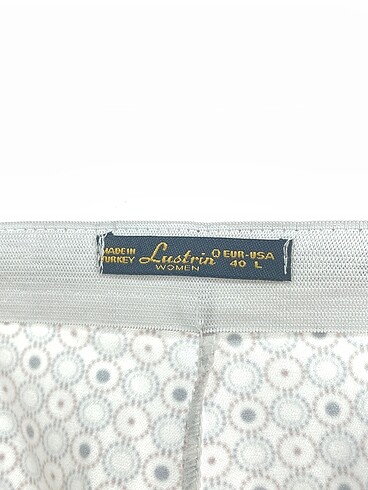 MADE IN
TURKEY
Lustrin
WOMEN
EUR-USA
40 L